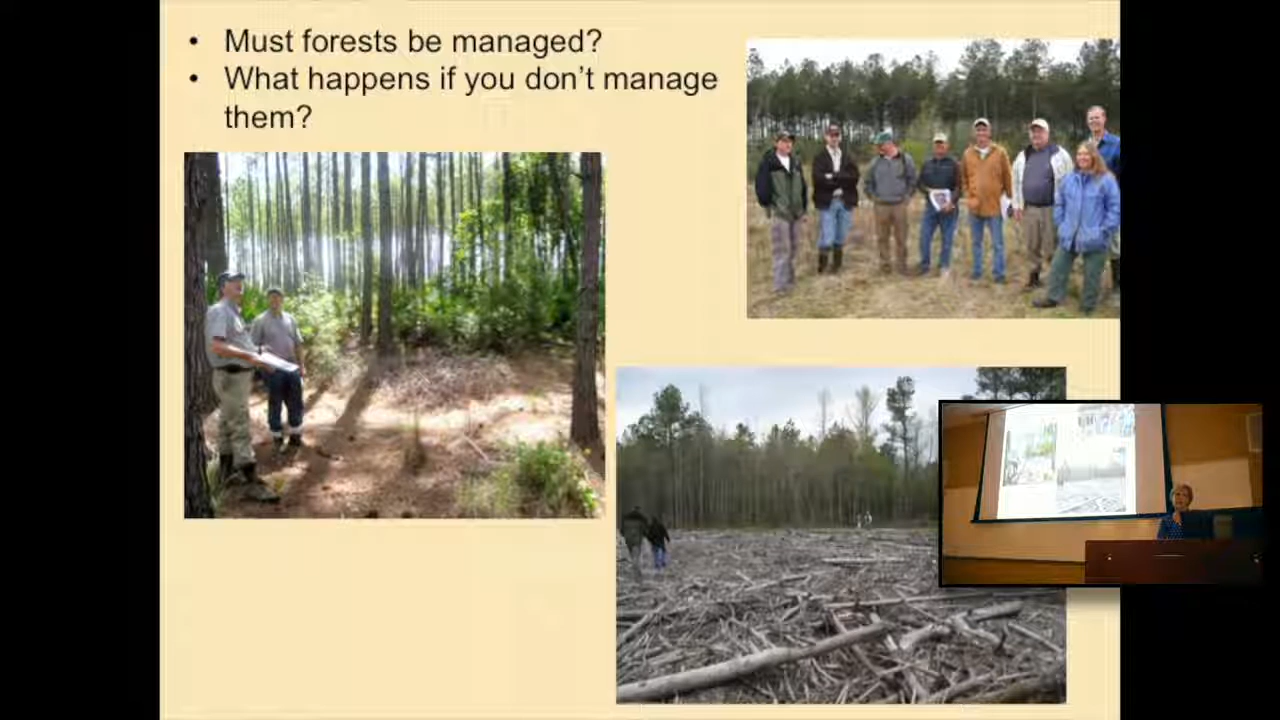 • Must forests be managed?
• What happens if you don't manage
them?